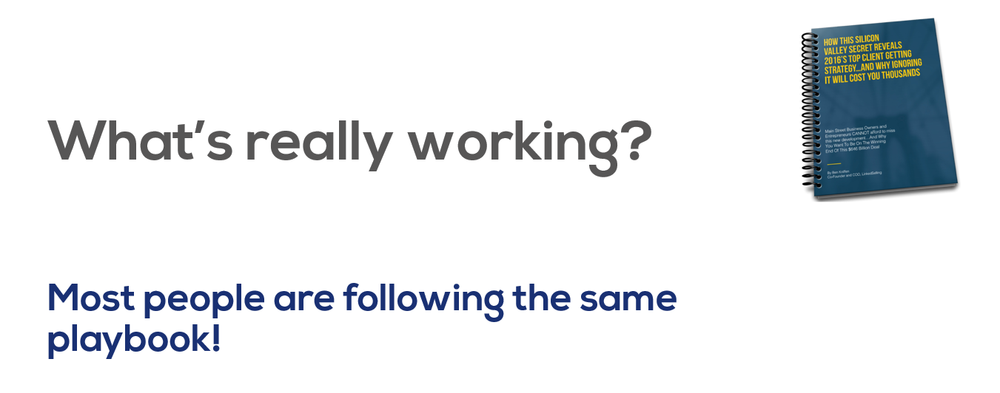 What's really working?
HOW THIS SILICON
VALLEY SECRET REVEALS
2016'S TOP CLIENT GETTING
STRATEGY...AND WHY IGNORING
IT WILL COST YOU THOUSANDS
Main Street Business Owners and
Entrepreneurs CANNOT afford to miss
this new development...And Why
You Want To Be On The Winning
End Of This $646 Billion Deal
By Ben Kniffen
Co-Founder and COO, LinkedSelling
Most people are following the same
playbook!